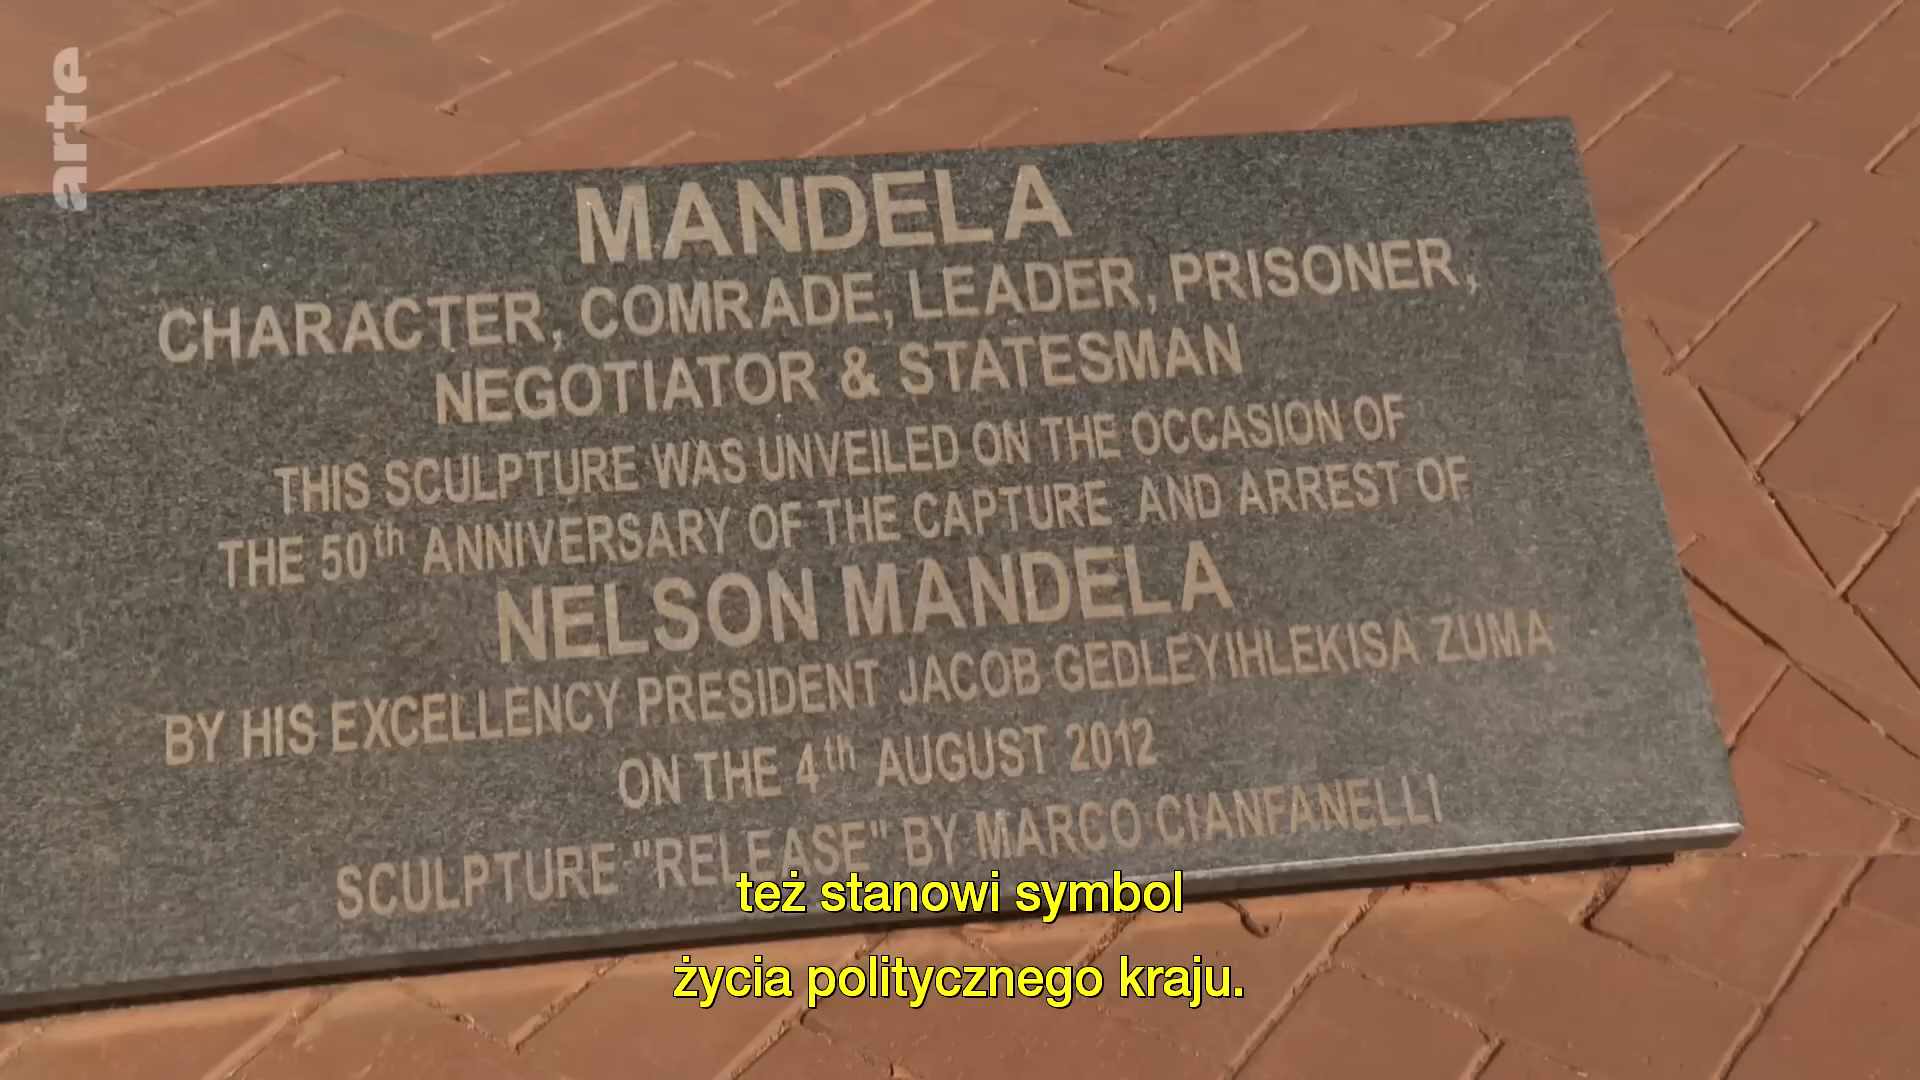 arte
MANDELA
CHARACTER, COMRADE, LEADER, PRISONER,
NEGOTIATOR & STATESMAN
THIS SCULPTURE WAS UNVEILED ON THE OCCASION OF
THE 50th ANNIVERSARY OF THE CAPTURE AND ARREST OF
NELSON MANDELA
BY HIS EXCELLENCY PRESIDENT JACOB GEDLEYIHLEKISA ZUMA
ON THE 4th AUGUST 2012
SCULPTURE "RELEASE" BY MARCO CIANFANELLI
też stanowi symbol
życia politycznego kraju.